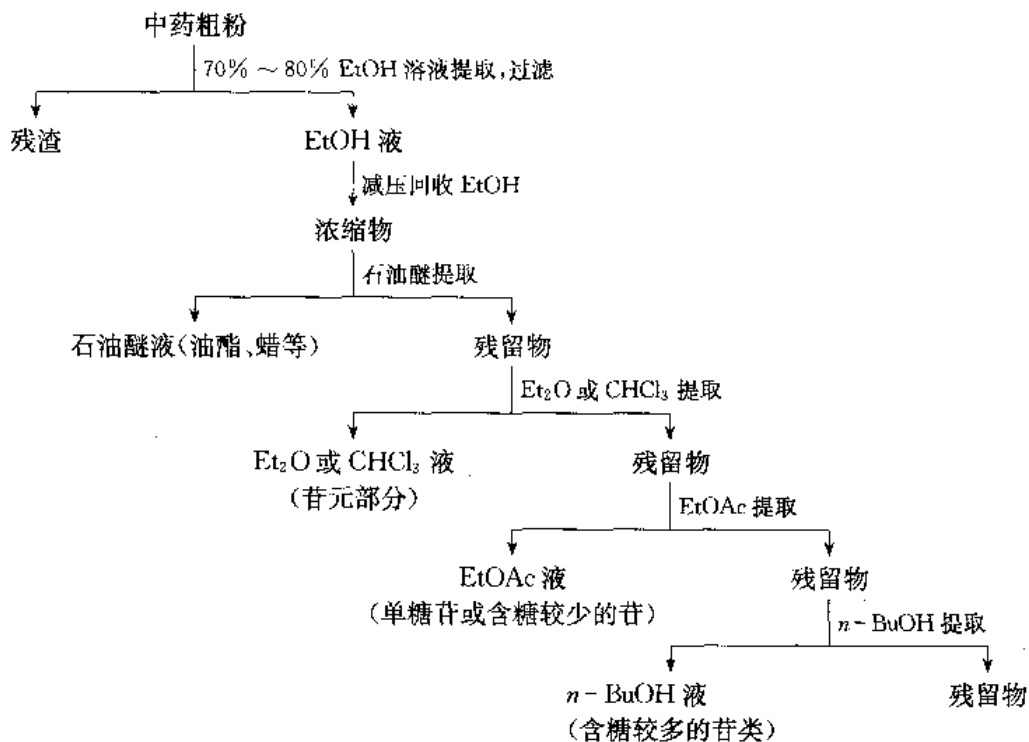 中药粗粉
70%～80% EtOH 溶液提取,过滤
残渣 EtOH 液
减压回收 EtOH
浓缩物
石油醚提取
石油醚液(油酯、蜡等) 残留物
Et₂O 或 CHCl₃ 提取
Et₂O 或 CHCl₃ 液 残留物
(苷元部分)
EtOAc 提取
EtOAc 液 残留物
(单糖苷或含糖较少的苷)
n-BuOH 提取
n-BuOH 液 残留物
(含糖较多的苷类)